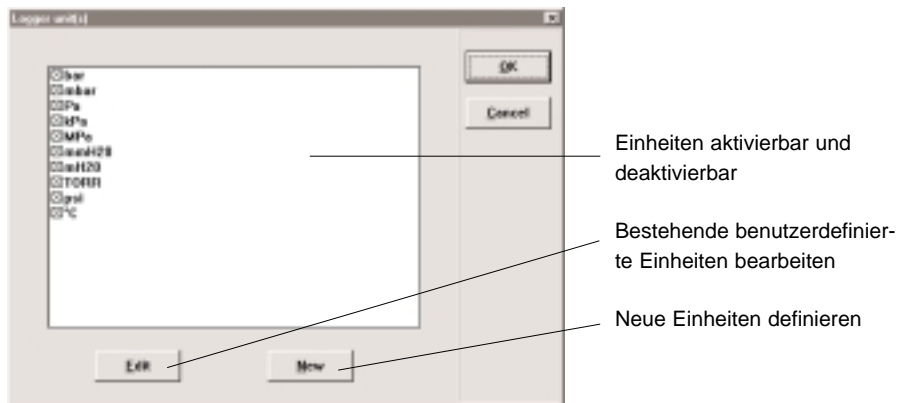 Logger unit(s)
bar
mbar
Pa
kPa
MPa
mmH20
mH20
TORR
psi
°C
OK
Cancel
Edit
New
Einheiten aktivierbar und
deaktivierbar
Bestehende benutzerdefinier-
te Einheiten bearbeiten
Neue Einheiten definieren